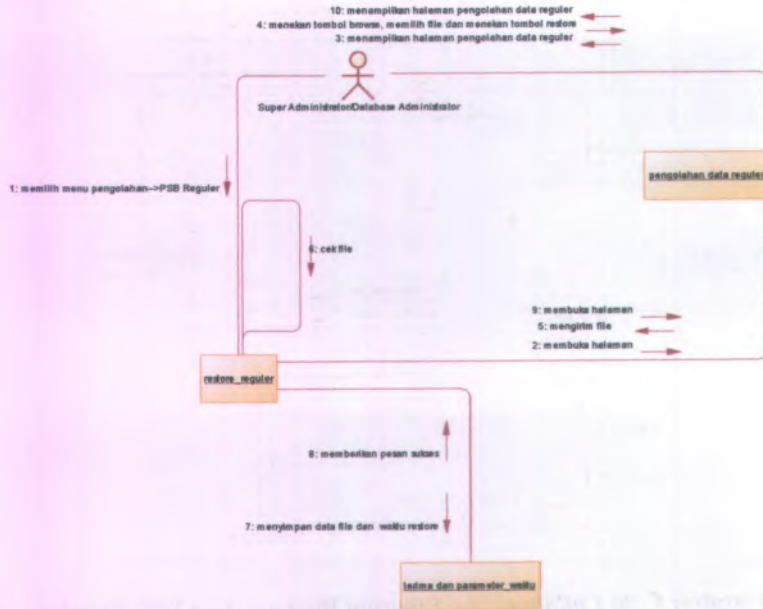 10: menampilkan halaman pengolahan data reguler
4: menekan tombol browse, memilih file dan menekan tombol restore
3: menampilkan halaman pengolahan data reguler
Super Administrator/Database Administrator
pengolahan data reguler
1: memilih menu pengolahan-->PSB Reguler
6: cek file
9: membuka halaman
5: mengirim file
2: membuka halaman
restore_reguler
8: memberikan pesan sukses
7: menyimpan data file dan waktu restore
dan parameter_waktu